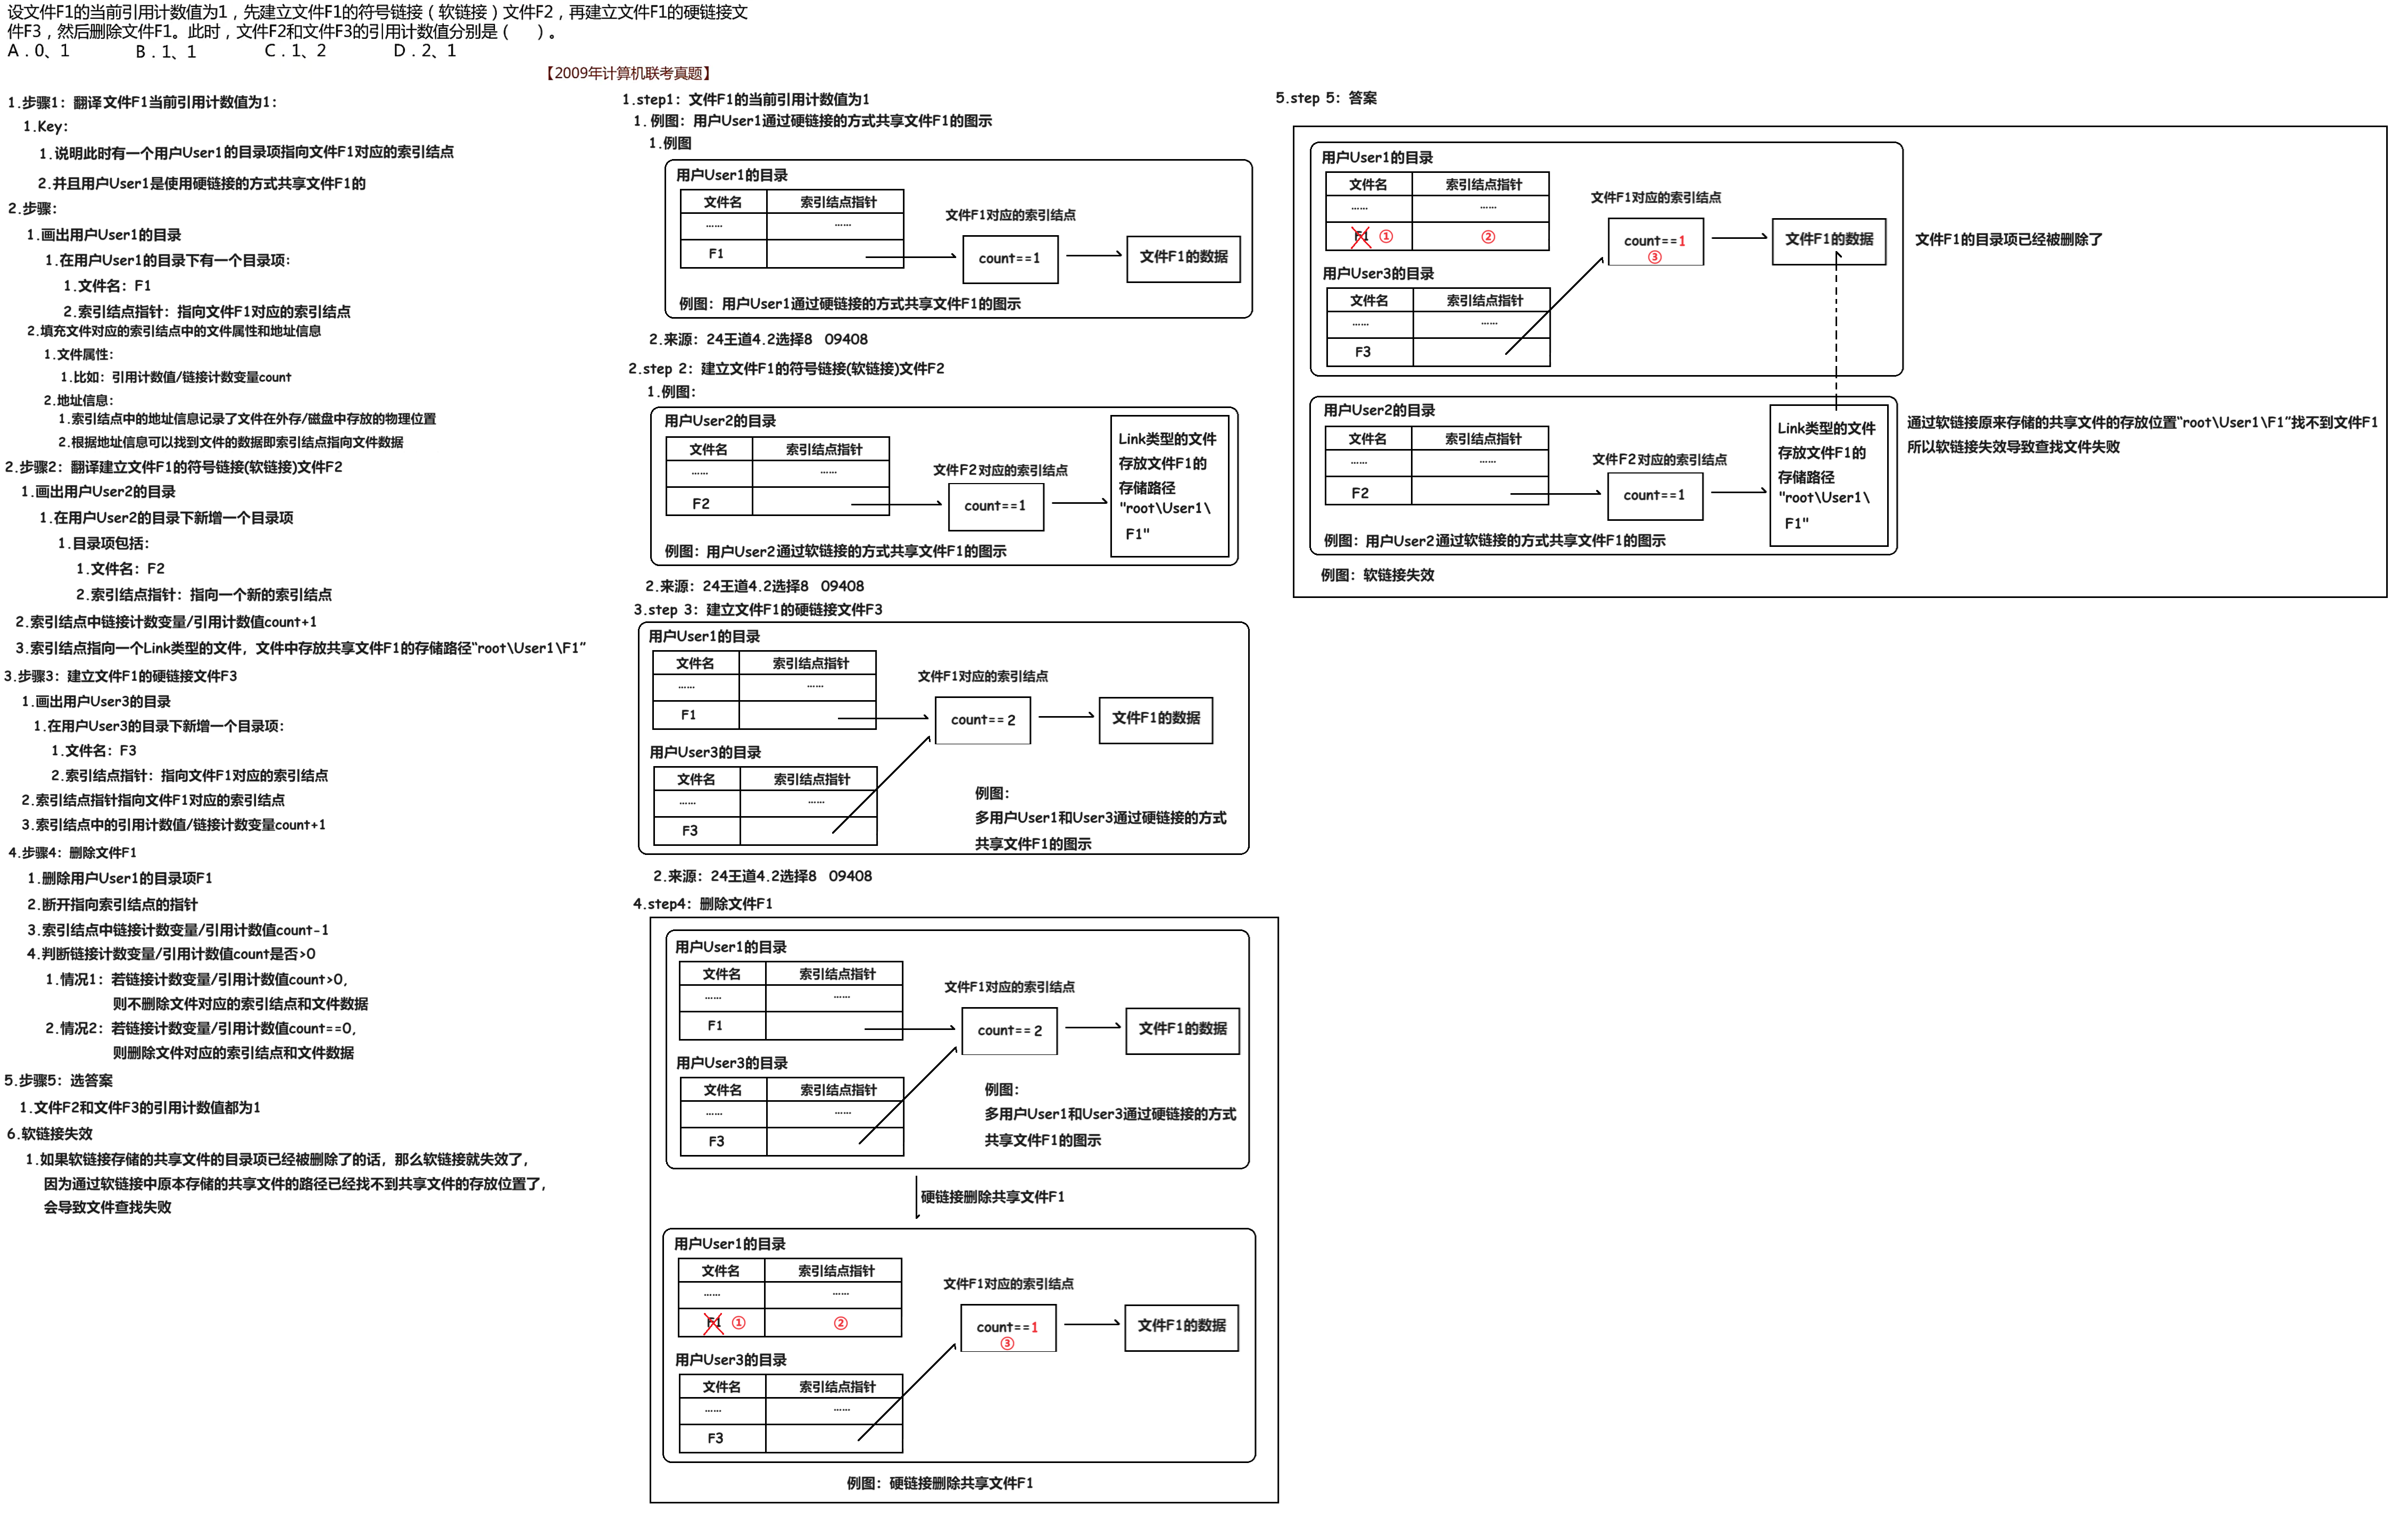 设文件F1的当前引用计数值为1，先建立文件F1的符号链接（软链接）文件F2，再建立文件F1的硬链接文
件F3，然后删除文件F1。此时，文件F2和文件F3的引用计数值分别是（　　）。
A．0、1　　B．1、1　　C．1、2　　D．2、1
【2009年计算机联考真题】
1.步骤1：翻译文件F1当前引用计数值为1：
1.Key：
1.说明此时有一个用户User1的目录项指向文件F1对应的索引结点
2.并且用户User1是使用硬链接的方式共享文件F1的
2.步骤：
1.画出用户User1的目录
1.在用户User1的目录下有一个目录项：
1.文件名：F1
2.索引结点指针：指向文件F1对应的索引结点
2.填充文件对应的索引结点中的文件属性和地址信息
1.文件属性：
1.比如：引用计数值/链接计数变量count
2.地址信息：
1.索引结点中的地址信息记录了文件在外存/磁盘中存放的物理位置
2.根据地址信息可以找到文件的数据即索引结点指向文件数据
2.步骤2：翻译建立文件F1的符号链接(软链接)文件F2
1.画出用户User2的目录
1.在用户User2的目录下新增一个目录项
1.目录项包括：
1.文件名：F2
2.索引结点指针：指向一个新的索引结点
2.索引结点中链接计数变量/引用计数值count+1
3.索引结点指向一个Link类型的文件，文件中存放共享文件F1的存储路径“root\User1\F1”
3.步骤3：建立文件F1的硬链接文件F3
1.画出用户User3的目录
1.在用户User3的目录下新增一个目录项：
1.文件名：F3
2.索引结点指针：指向文件F1对应的索引结点
2.索引结点指针指向文件F1对应的索引结点
3.索引结点中的引用计数值/链接计数变量count+1
4.步骤4：删除文件F1
1.删除用户User1的目录项F1
2.断开指向索引结点的指针
3.索引结点中链接计数变量/引用计数值count-1
4.判断链接计数变量/引用计数值count是否>0
1.情况1：若链接计数变量/引用计数值count>0，
则不删除文件对应的索引结点和文件数据
2.情况2：若链接计数变量/引用计数值count==0，
则删除文件对应的索引结点和文件数据
5.步骤5：选答案
1.文件F2和文件F3的引用计数值都为1
6.软链接失效
1.如果软链接存储的共享文件的目录项已经被删除了的话，那么软链接就失效了，
因为通过软链接中原本存储的共享文件的路径已经找不到共享文件的存放位置了，
会导致文件查找失败
1.step1：文件F1的当前引用计数值为1
1.例图：用户User1通过硬链接的方式共享文件F1的图示
1.例图
用户User1的目录
文件名　索引结点指针
……　……
F1
文件F1对应的索引结点
count==1
文件F1的数据
例图：用户User1通过硬链接的方式共享文件F1的图示
2.来源：24王道4.2选择8　09408
2.step 2：建立文件F1的符号链接(软链接)文件F2
1.例图：
用户User2的目录
文件名　索引结点指针
……　……
F2
文件F2对应的索引结点
count==1
Link类型的文件
存放文件F1的
存储路径
"root\User1\
F1"
例图：用户User2通过软链接的方式共享文件F1的图示
2.来源：24王道4.2选择8　09408
3.step 3：建立文件F1的硬链接文件F3
用户User1的目录
文件名　索引结点指针
……　……
F1
文件F1对应的索引结点
count==2
文件F1的数据
用户User3的目录
文件名　索引结点指针
……　……
F3
例图：
多用户User1和User3通过硬链接的方式
共享文件F1的图示
2.来源：24王道4.2选择8　09408
4.step4：删除文件F1
用户User1的目录
文件名　索引结点指针
……　……
F1
文件F1对应的索引结点
count==2
文件F1的数据
用户User3的目录
文件名　索引结点指针
……　……
F3
例图：
多用户User1和User3通过硬链接的方式
共享文件F1的图示
硬链接删除共享文件F1
用户User1的目录
文件名　索引结点指针
……　……
F1 ①　②
文件F1对应的索引结点
count==1
③
文件F1的数据
用户User3的目录
文件名　索引结点指针
……　……
F3
例图：硬链接删除共享文件F1
5.step 5：答案
用户User1的目录
文件名　索引结点指针
……　……
F1 ①　②
文件F1对应的索引结点
count==1
③
文件F1的数据
文件F1的目录项已经被删除了
用户User3的目录
文件名　索引结点指针
……　……
F3
用户User2的目录
文件名　索引结点指针
……　……
F2
文件F2对应的索引结点
count==1
Link类型的文件
存放文件F1的
存储路径
"root\User1\
F1"
通过软链接原来存储的共享文件的存放位置“root\User1\F1”找不到文件F1
所以软链接失效导致查找文件失败
例图：用户User2通过软链接的方式共享文件F1的图示
例图：软链接失效